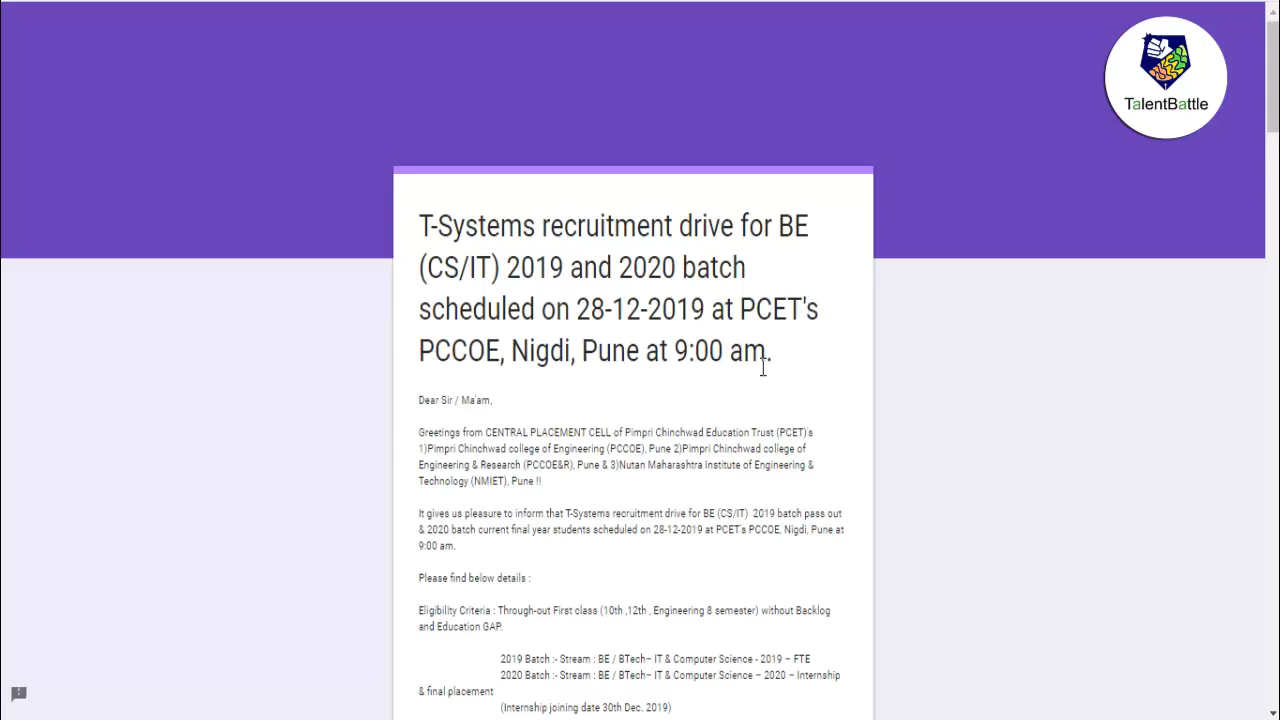 TalentBattle
T-Systems recruitment drive for BE
(CS/IT) 2019 and 2020 batch
scheduled on 28-12-2019 at PCET's
PCCOE, Nigdi, Pune at 9:00 am.
Dear Sir / Ma'am,
Greetings from CENTRAL PLACEMENT CELL of Pimpri Chinchwad Education Trust (PCET)'s
1)Pimpri Chinchwad college of Engineering (PCCOE), Pune 2)Pimpri Chinchwad college of
Engineering & Research (PCCOE&R), Pune & 3)Nutan Maharashtra Institute of Engineering &
Technology (NMIET), Pune !!
It gives us pleasure to inform that T-Systems recruitment drive for BE (CS/IT)  2019 batch pass out
& 2020 batch current final year students scheduled on 28-12-2019 at PCET's PCCOE, Nigdi, Pune at
9:00 am.
Please find below details :
Eligibility Criteria : Through-out First class (10th ,12th , Engineering 8 semester) without Backlog
and Education GAP.
2019 Batch :- Stream : BE / BTech– IT & Computer Science - 2019 – FTE
2020 Batch :- Stream : BE / BTech– IT & Computer Science – 2020 – Internship
& final placement
(Internship joining date 30th Dec. 2019)